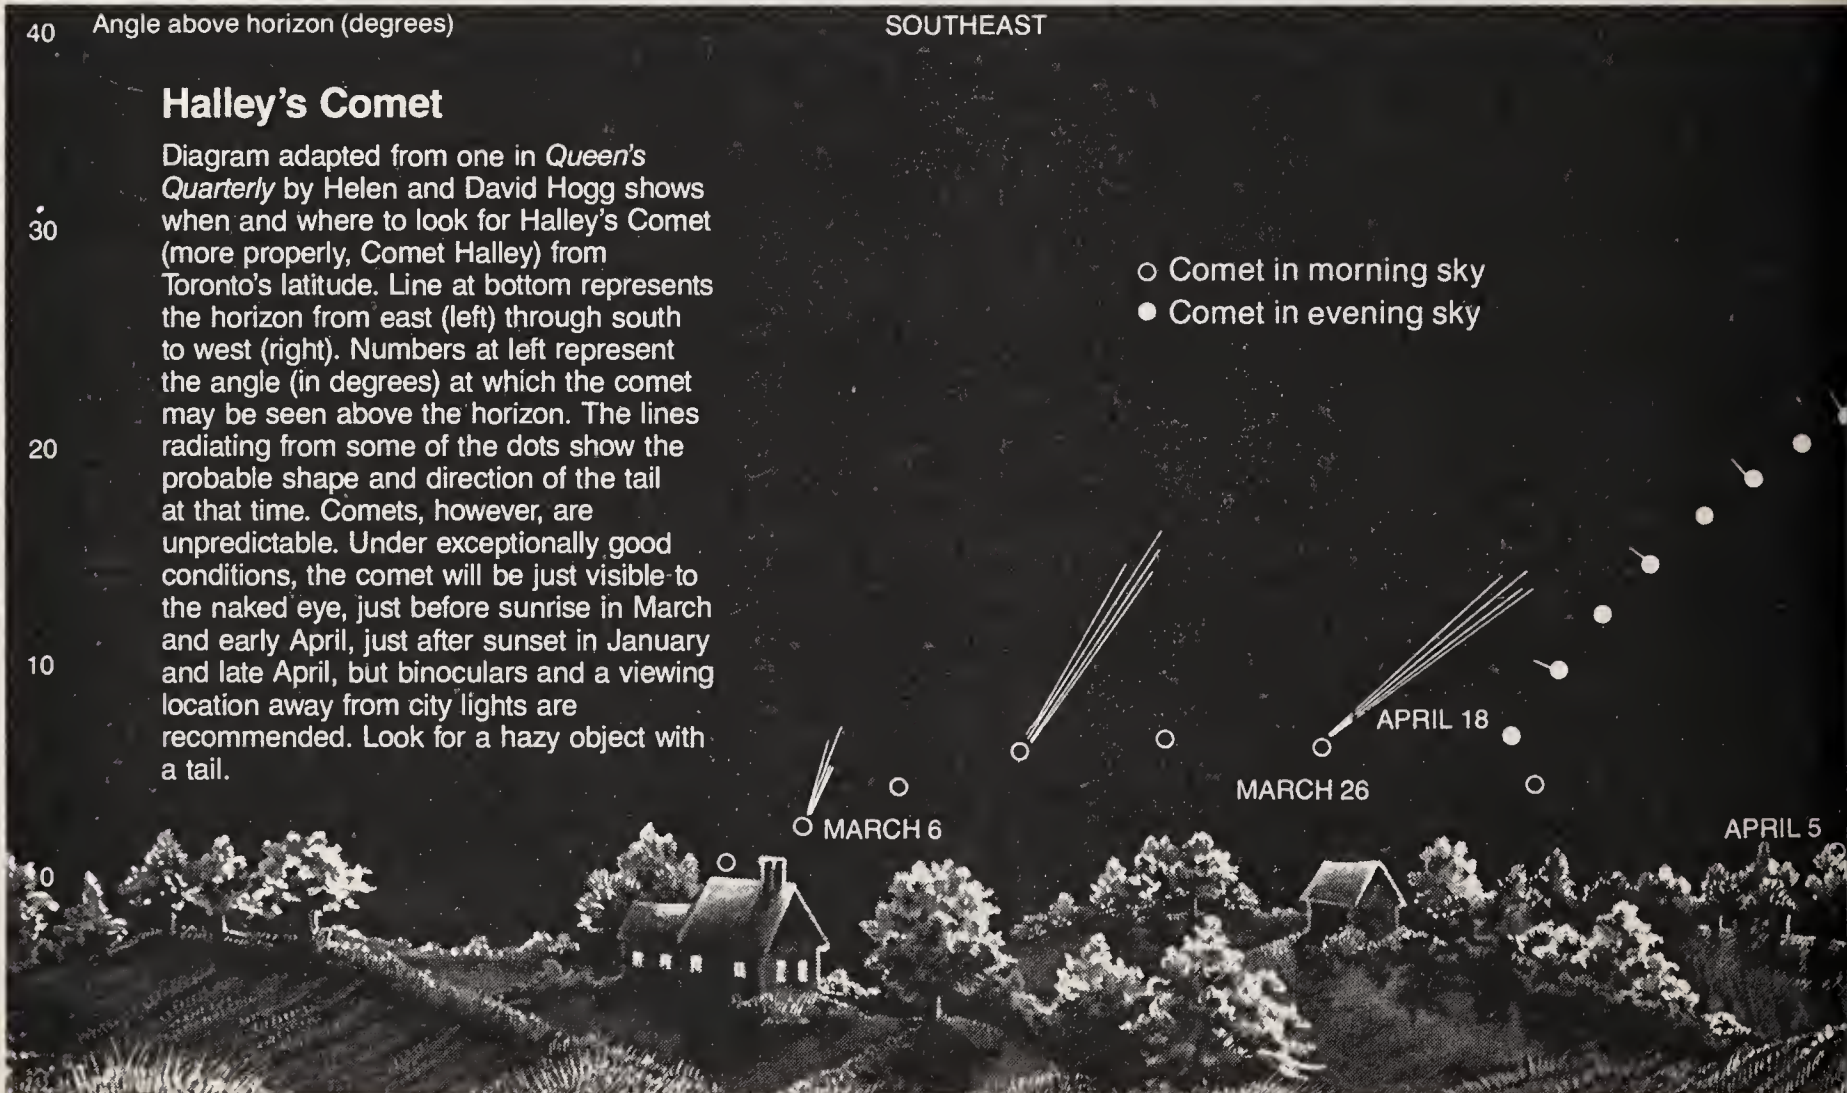 40 Angle above horizon (degrees) SOUTHEAST
Halley's Comet
Diagram adapted from one in Queen's
Quarterly by Helen and David Hogg shows
when and where to look for Halley's Comet
(more properly, Comet Halley) from
Toronto's latitude. Line at bottom represents
the horizon from east (left) through south
to west (right). Numbers at left represent
the angle (in degrees) at which the comet
may be seen above the horizon. The lines
radiating from some of the dots show the
probable shape and direction of the tail
at that time. Comets, however, are
unpredictable. Under exceptionally good
conditions, the comet will be just visible to
the naked eye, just before sunrise in March
and early April, just after sunset in January
and late April, but binoculars and a viewing
location away from city lights are
recommended. Look for a hazy object with
a tail.
30
20
10
0
Comet in morning sky
Comet in evening sky
APRIL 18
MARCH 26
MARCH 6
APRIL 5